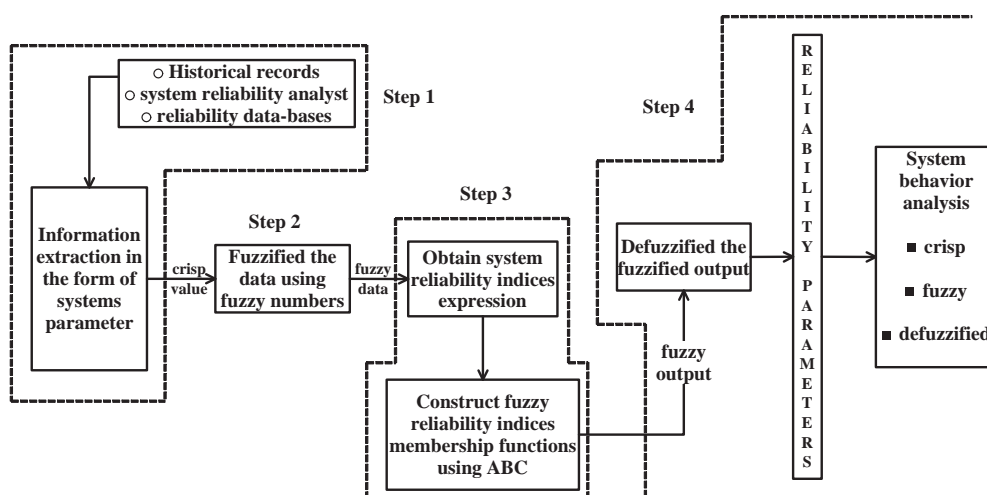 ○ Historical records
○ system reliability analyst
○ reliability data-bases
Step 1
Information
extraction in
the form of
systems
parameter
crisp
value
Step 2
Fuzzified the
data using
fuzzy numbers
fuzzy
data
Step 3
Obtain system
reliability indices
expression
Construct fuzzy
reliability indices
membership functions
using ABC
fuzzy
output
Step 4
Defuzzified the
fuzzified output
RELIABILITY PARAMETERS
System
behavior
analysis
■ crisp
■ fuzzy
■ defuzzified